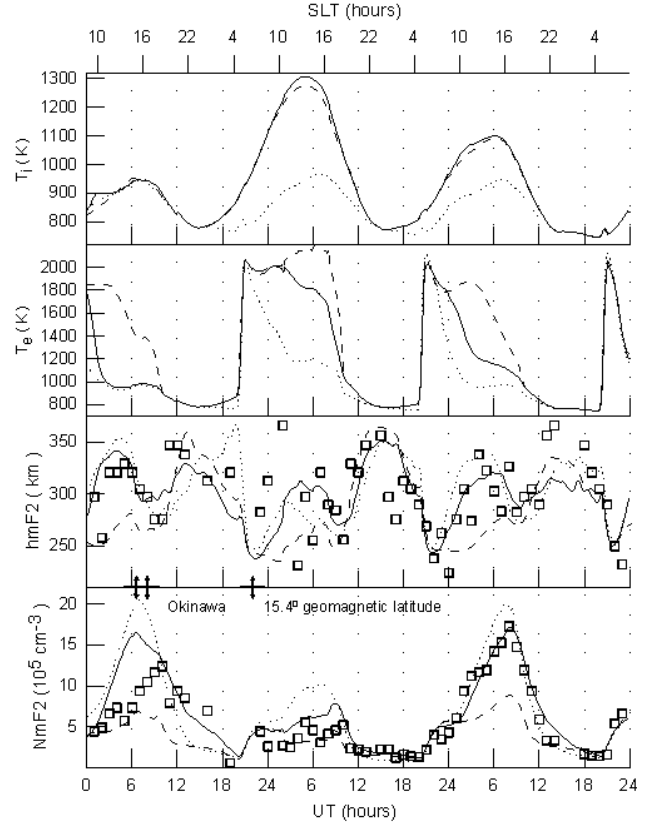 SLT (hours)
10 16 22 4 10 16 22 4 10 16 22 4
1300
1200
1100
1000
900
800
Ti (K)
2000
1800
1600
1400
1200
1000
800
Te (K)
350
300
250
hmF2 (km)
Okinawa 15.4º geomagnetic latitude
20
15
10
5
NmF2 (10⁵ cm⁻³)
0 6 12 18 24 6 12 18 24 6 12 18 24
UT (hours)